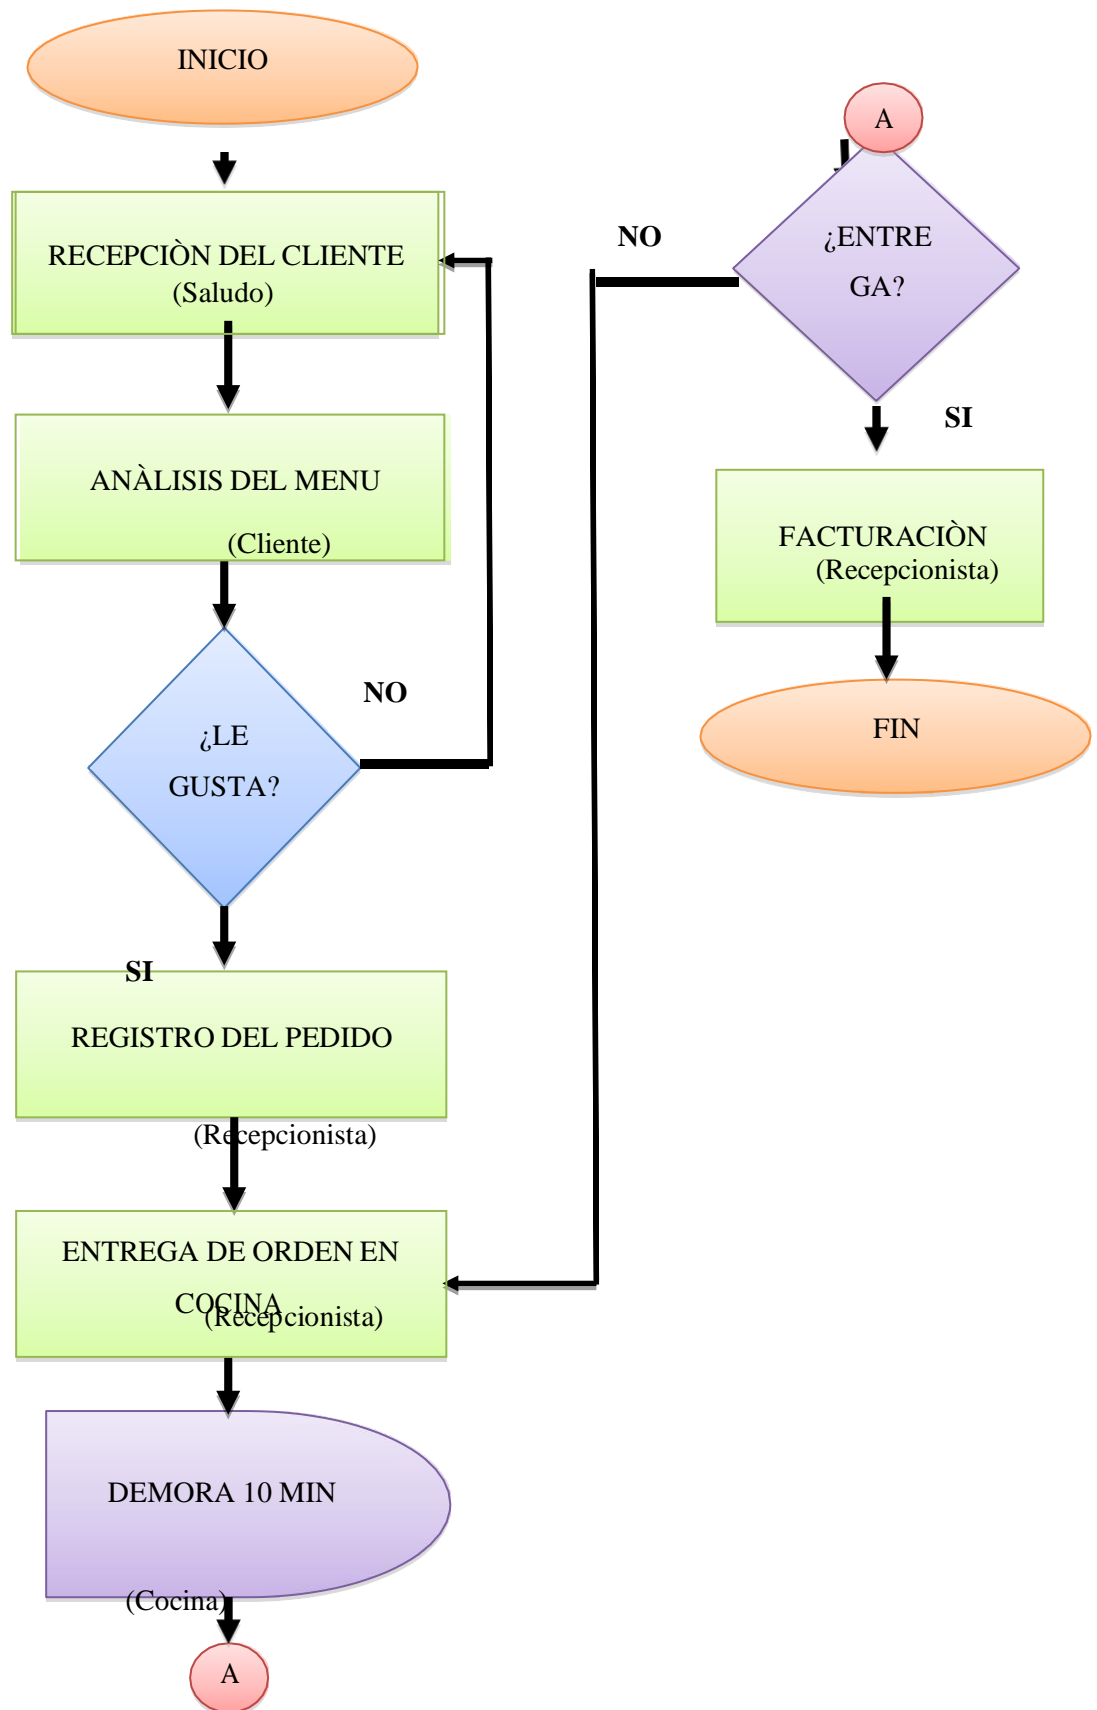 INICIO
RECEPCIÒN DEL CLIENTE
(Saludo)
ANÀLISIS DEL MENU
(Cliente)
NO
¿LE
GUSTA?
SI
REGISTRO DEL PEDIDO
(Recepcionista)
ENTREGA DE ORDEN EN
COCINA
(Recepcionista)
DEMORA 10 MIN
(Cocina)
A
A
NO
¿ENTRE
GA?
SI
FACTURACIÒN
(Recepcionista)
FIN